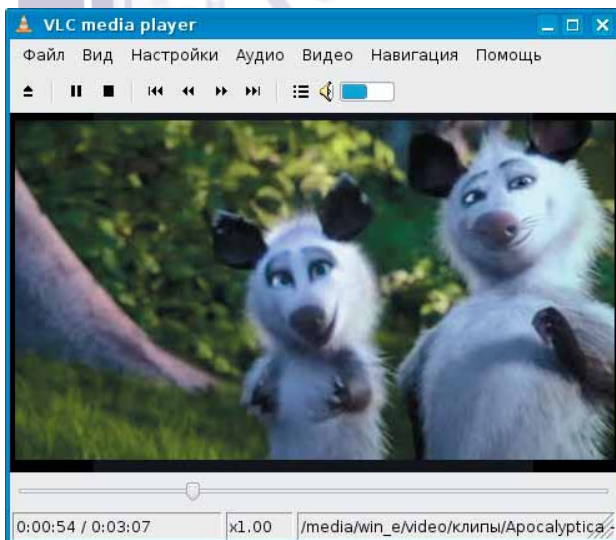 VLC media player
Файл Вид Настройки Аудио Видео Навигация Помощь
0:00:54 / 0:03:07 x1.00 /media/win_e/video/клипы/Apocalyptica -